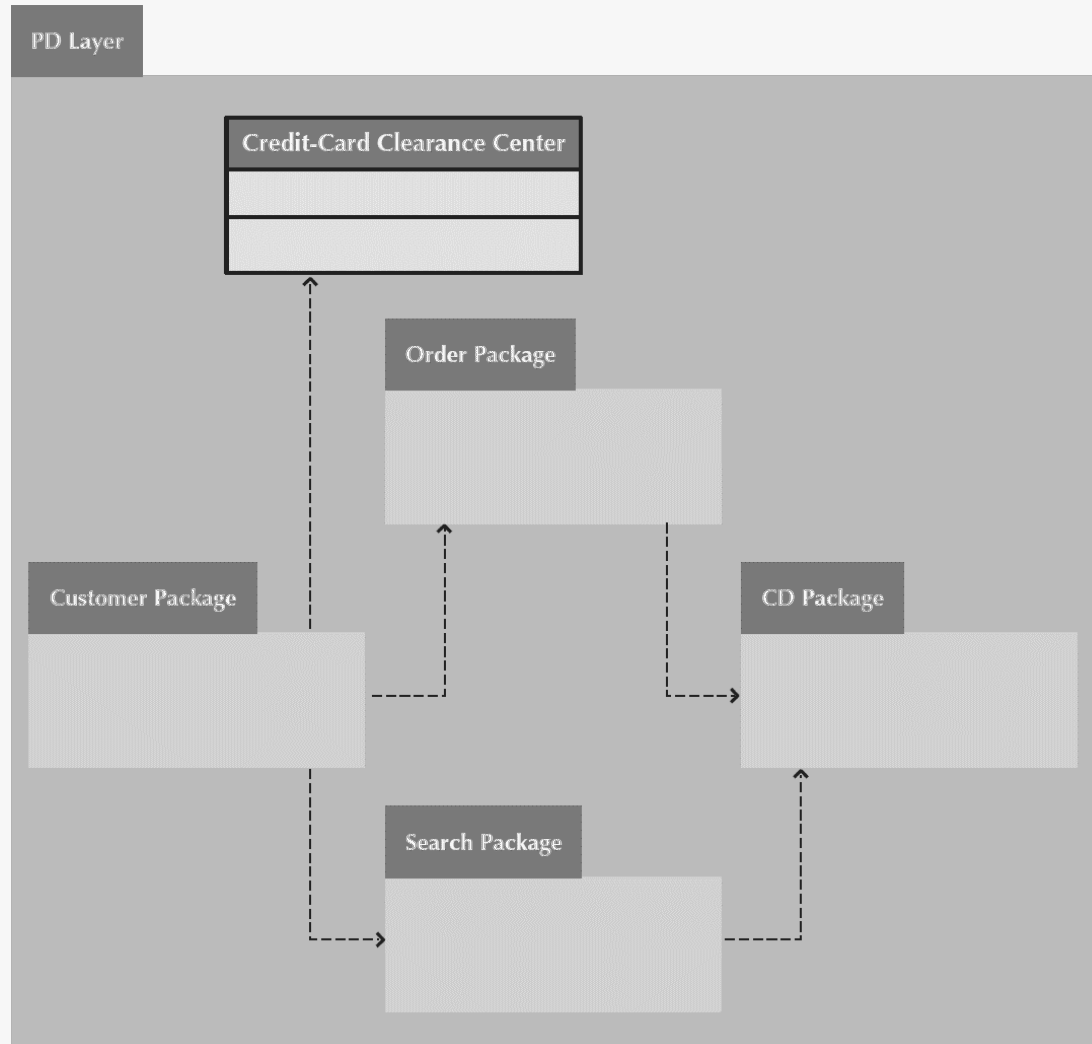 PD Layer
Credit-Card Clearance Center
Order Package
Customer Package
CD Package
Search Package